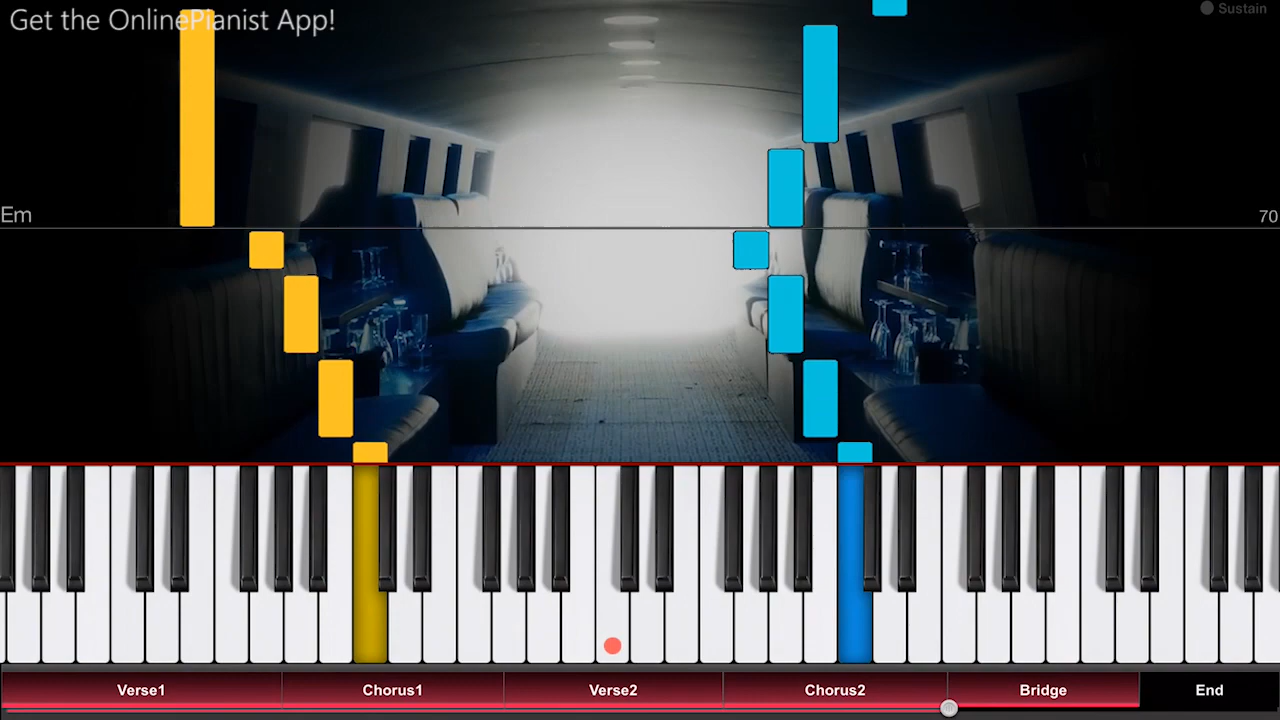 Get the OnlinePianist App!
Sustain
Em
70
Verse1
Chorus1
Verse2
Chorus2
Bridge
End